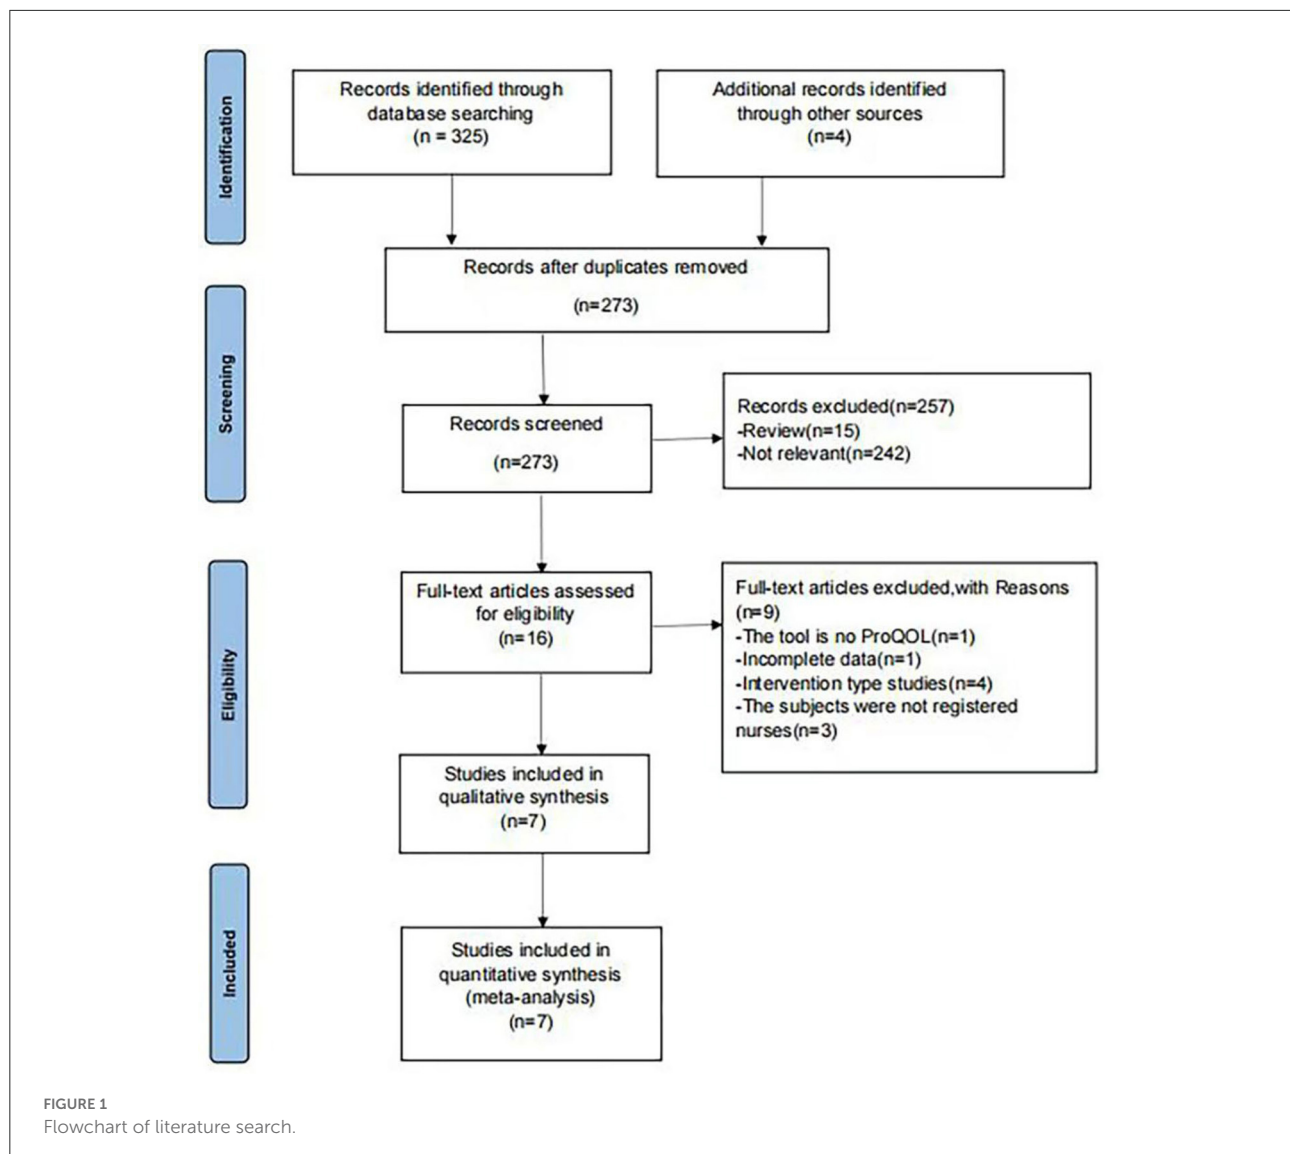 Identification
Records identified through
database searching
(n = 325)
Additional records identified
through other sources
(n=4)
Records after duplicates removed
(n=273)
Screening
Records screened
(n=273)
Records excluded(n=257)
-Review(n=15)
-Not relevant(n=242)
Eligibility
Full-text articles assessed
for eligibility
(n=16)
Full-text articles excluded,with Reasons
(n=9)
-The tool is no ProQOL(n=1)
-Incomplete data(n=1)
-Intervention type studies(n=4)
-The subjects were not registered
nurses(n=3)
Studies included in
qualitative synthesis
(n=7)
Included
Studies included in
quantitative synthesis
(meta-analysis)
(n=7)
FIGURE 1
Flowchart of literature search.